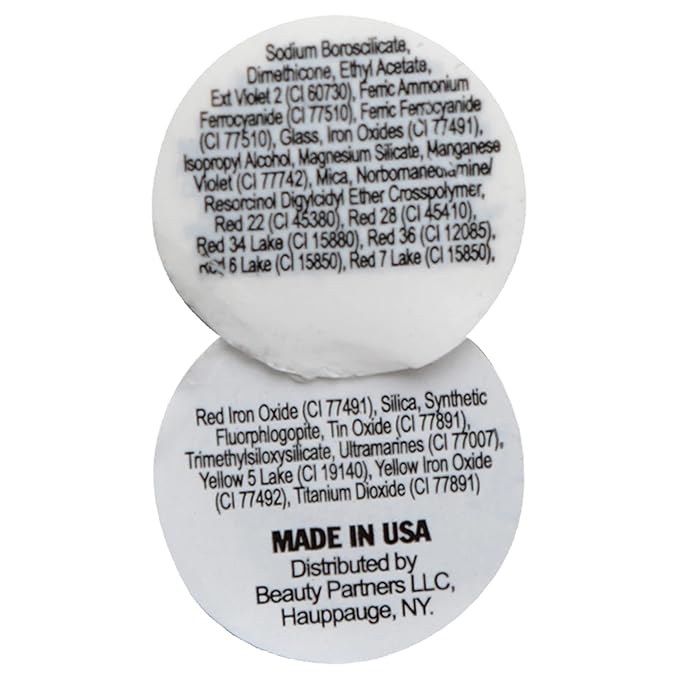 Sodium Boroscilicate,
Dimethicone, Ethyl Acetate,
Ext Violet 2 (CI 60730), Ferric Ammonium
Ferrocyanide (CI 77510), Ferric Ferrocyanide
(CI 77510), Glass, Iron Oxides (CI 77491),
Isopropyl Alcohol, Magnesium Silicate, Manganese
Violet (CI 77742), Mica, Norbornanediamine/
Resorcinol Digylcidyl Ether Crosspolymer,
Red 22 (CI 45380), Red 28 (CI 45410),
Red 34 Lake (CI 15880), Red 36 (CI 12085),
Red 6 Lake (CI 15850), Red 7 Lake (CI 15850),
Red Iron Oxide (CI 77491), Silica, Synthetic
Fluorphlogopite, Tin Oxide (CI 77891),
Trimethylsiloxysilicate, Ultramarines (CI 77007),
Yellow 5 Lake (CI 19140), Yellow Iron Oxide
(CI 77492), Titanium Dioxide (CI 77891)
MADE IN USA
Distributed by
Beauty Partners LLC,
Hauppauge, NY.